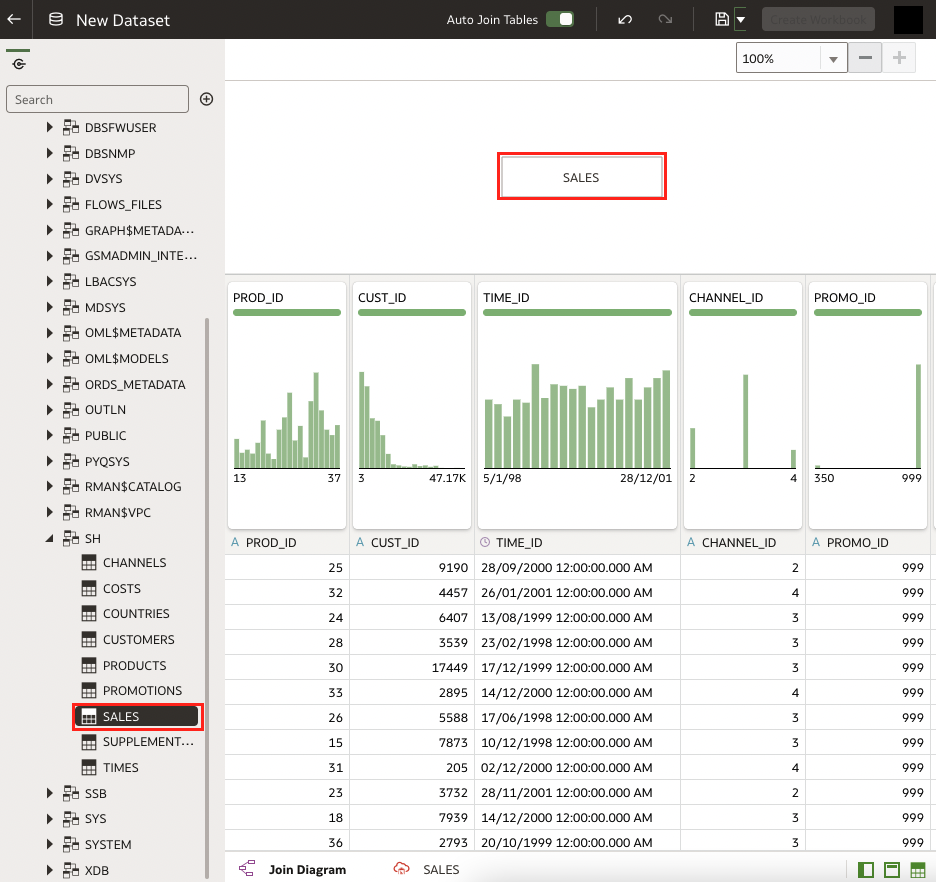 New Dataset
Auto Join Tables
Create Workbook
100%
Search
DBSFWUSER
DBSNMP
DVSYS
FLOWS_FILES
GRAPH$METADA...
GSMADMIN_INTE...
LBACSYS
MDSYS
OML$METADATA
OML$MODELS
ORDS_METADATA
OUTLN
PUBLIC
PYQSYS
RMAN$CATALOG
RMAN$VPC
SH
CHANNELS
COSTS
COUNTRIES
CUSTOMERS
PRODUCTS
PROMOTIONS
SALES
SUPPLEMENT...
TIMES
SSB
SYS
SYSTEM
XDB
SALES
PROD_ID CUST_ID TIME_ID CHANNEL_ID PROMO_ID
13 37 3 47.17K 5/1/98 28/12/01 2 4 350 999
A PROD_ID A CUST_ID TIME_ID A CHANNEL_ID A PROMO_ID
25 9190 28/09/2000 12:00:00.000 AM 2 999
32 4457 26/01/2001 12:00:00.000 AM 4 999
24 6407 13/08/1999 12:00:00.000 AM 3 999
28 3539 23/02/1998 12:00:00.000 AM 3 999
30 17449 17/12/1999 12:00:00.000 AM 3 999
33 2895 14/12/2000 12:00:00.000 AM 4 999
26 5588 17/06/1998 12:00:00.000 AM 3 999
15 7873 10/12/1998 12:00:00.000 AM 3 999
31 205 02/12/2000 12:00:00.000 AM 4 999
23 3732 28/11/2001 12:00:00.000 AM 2 999
18 7939 14/12/2000 12:00:00.000 AM 3 999
36 2793 20/10/1999 12:00:00.000 AM 3 999
Join Diagram SALES